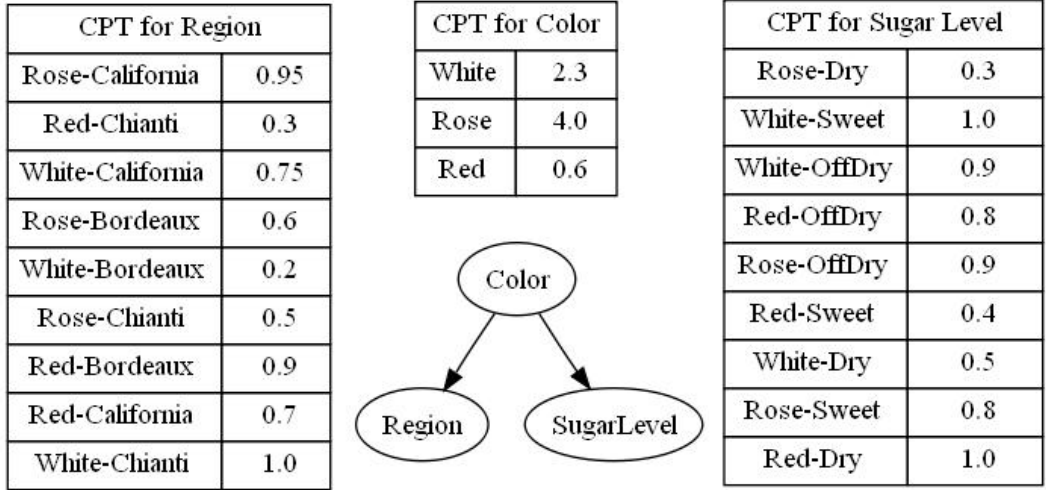 CPT for Region
Rose-California 0.95
Red-Chianti 0.3
White-California 0.75
Rose-Bordeaux 0.6
White-Bordeaux 0.2
Rose-Chianti 0.5
Red-Bordeaux 0.9
Red-California 0.7
White-Chianti 1.0
CPT for Color
White 2.3
Rose 4.0
Red 0.6
Color
Region
SugarLevel
CPT for Sugar Level
Rose-Dry 0.3
White-Sweet 1.0
White-OffDry 0.9
Red-OffDry 0.8
Rose-OffDry 0.9
Red-Sweet 0.4
White-Dry 0.5
Rose-Sweet 0.8
Red-Dry 1.0